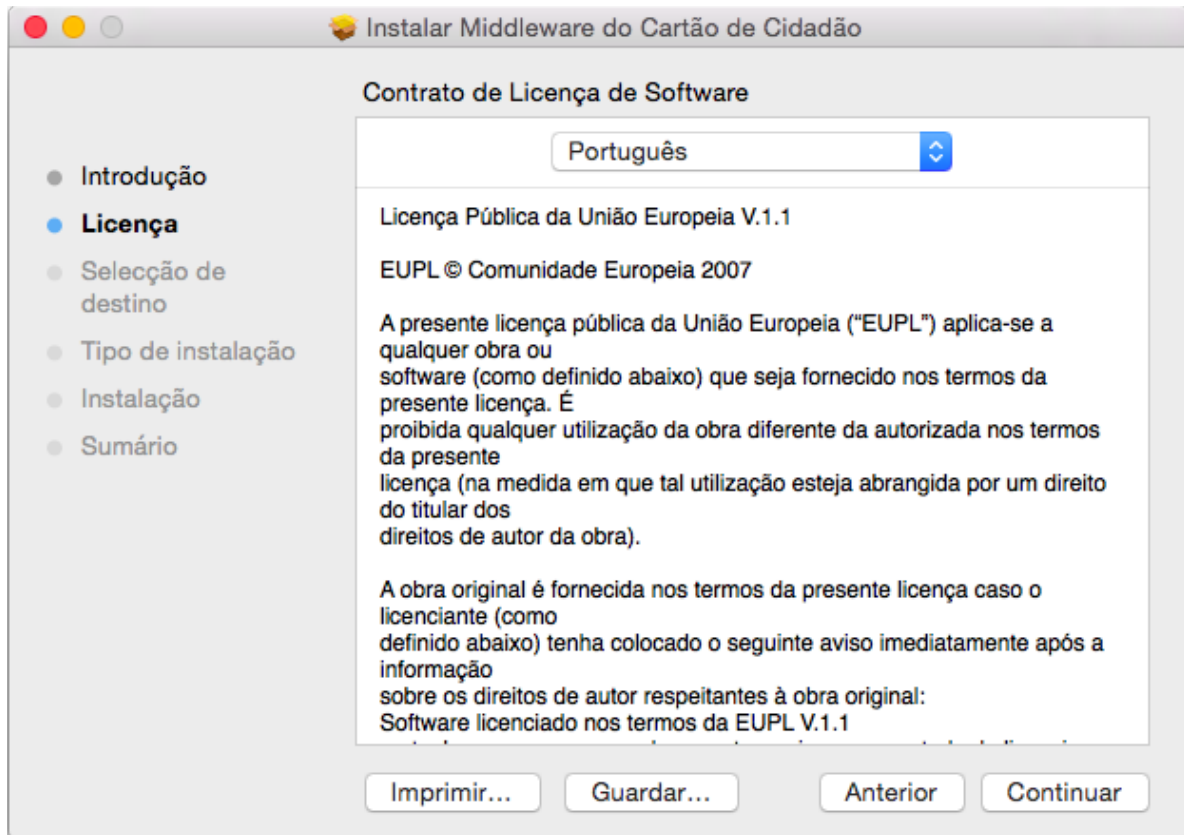 Instalar Middleware do Cartão de Cidadão
Contrato de Licença de Software
Português
Introdução
Licença
Selecção de
destino
Tipo de instalação
Instalação
Sumário
Licença Pública da União Europeia V.1.1
EUPL © Comunidade Europeia 2007
A presente licença pública da União Europeia (“EUPL”) aplica-se a
qualquer obra ou
software (como definido abaixo) que seja fornecido nos termos da
presente licença. É
proibida qualquer utilização da obra diferente da autorizada nos termos
da presente
licença (na medida em que tal utilização esteja abrangida por um direito
do titular dos
direitos de autor da obra).
A obra original é fornecida nos termos da presente licença caso o
licenciante (como
definido abaixo) tenha colocado o seguinte aviso imediatamente após a
informação
sobre os direitos de autor respeitantes à obra original:
Software licenciado nos termos da EUPL V.1.1
Imprimir...
Guardar...
Anterior
Continuar